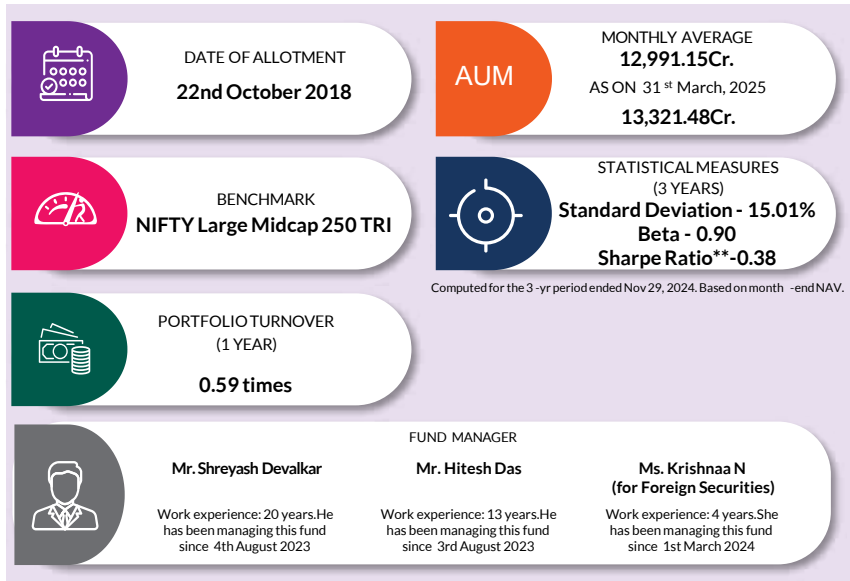 DATE OF ALLOTMENT
22nd October 2018
AUM
MONTHLY AVERAGE
12,991.15Cr.
AS ON 31 st March, 2025
13,321.48Cr.
BENCHMARK
NIFTY Large Midcap 250 TRI
STATISTICAL MEASURES
(3 YEARS)
Standard Deviation - 15.01%
Beta - 0.90
Sharpe Ratio**-0.38
Computed for the 3 -yr period ended Nov 29, 2024. Based on month -end NAV.
PORTFOLIO TURNOVER
(1 YEAR)
0.59 times
FUND MANAGER
Mr. Shreyash Devalkar
Work experience: 20 years.He
has been managing this fund
since 4th August 2023
Mr. Hitesh Das
Work experience: 13 years.He
has been managing this fund
since 3rd August 2023
Ms. Krishnaa N
(for Foreign Securities)
Work experience: 4 years.She
has been managing this fund
since 1st March 2024